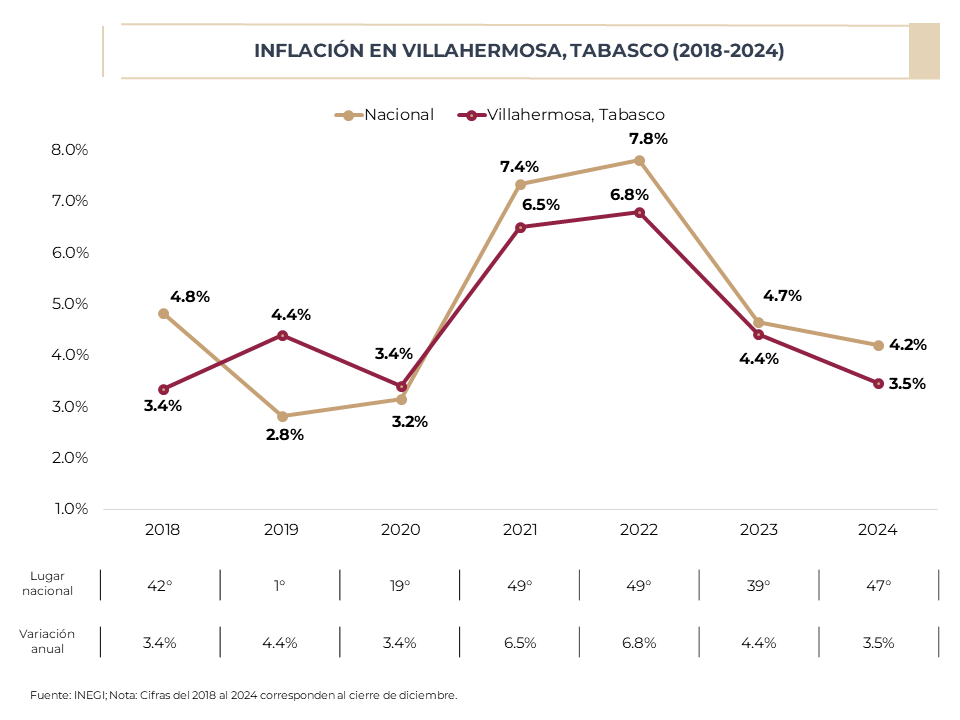 INFLACIÓN EN VILLAHERMOSA, TABASCO (2018-2024)
Nacional
Villahermosa, Tabasco
8.0%
7.0%
6.0%
5.0%
4.0%
3.0%
2.0%
1.0%
4.8%
2.8%
3.2%
7.4%
7.8%
4.7%
4.2%
3.4%
4.4%
3.4%
6.5%
6.8%
4.4%
3.5%
2018 2019 2020 2021 2022 2023 2024
Lugar
nacional
42° 1° 19° 49° 49° 39° 47°
Variación
anual
3.4% 4.4% 3.4% 6.5% 6.8% 4.4% 3.5%
Fuente: INEGI; Nota: Cifras del 2018 al 2024 corresponden al cierre de diciembre.